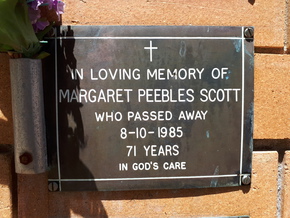 IN LOVING MEMORY OF
MARGARET PEEBLES SCOTT
WHO PASSED AWAY
8-10-1985
71 YEARS
IN GOD'S CARE